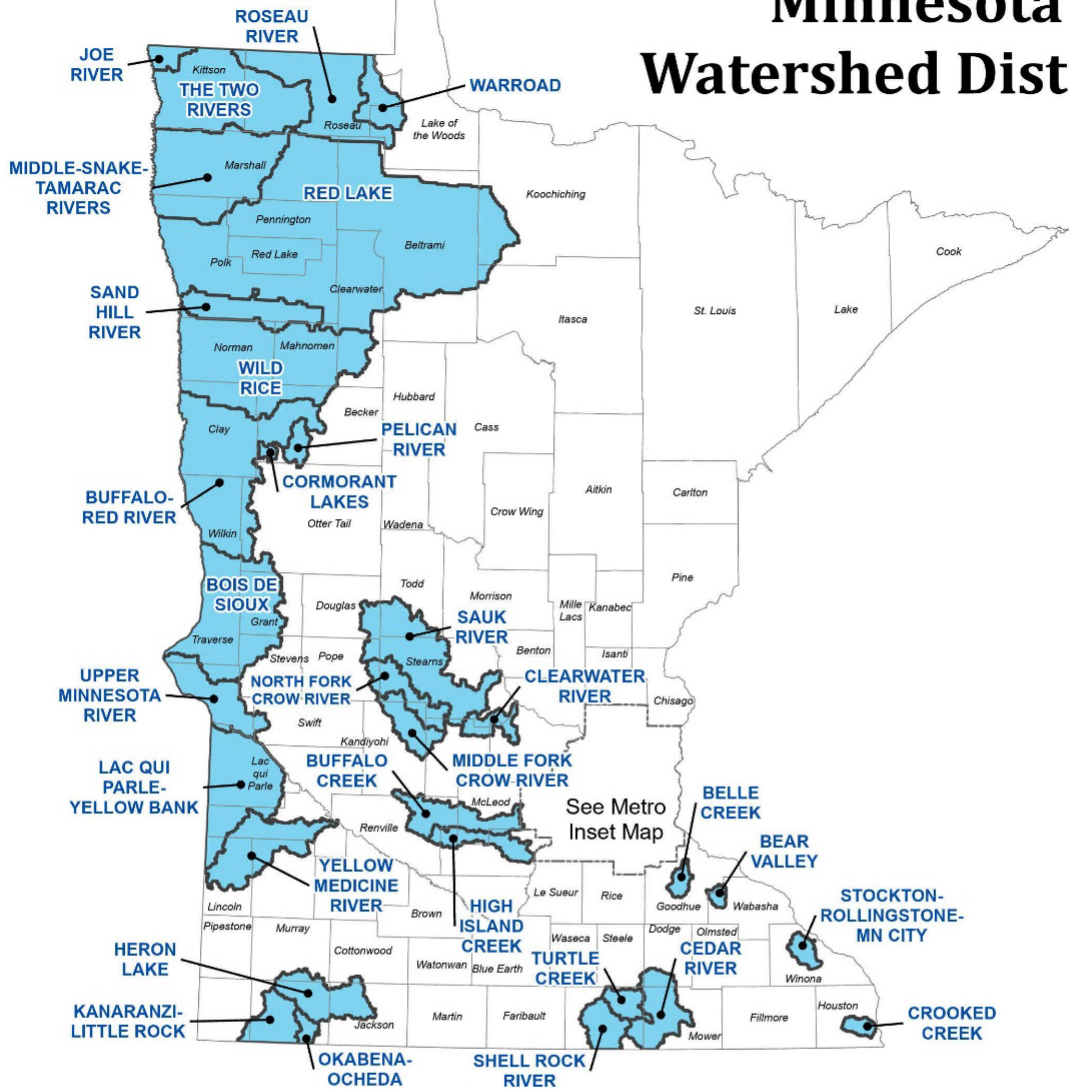 Minnesota
Watershed Dist
ROSEAU
RIVER
JOE
RIVER
Kittson
THE TWO
RIVERS
WARROAD
Roseau
Lake of
the Woods
MIDDLE-SNAKE-
TAMARAC
RIVERS
Marshall
RED LAKE
Koochiching
Pennington
Beltrami
Red Lake
Polk
Cook
Clearwater
SAND
HILL
RIVER
Itasca
St. Louis
Lake
Norman
Mahnomen
WILD
RICE
Hubbard
Becker
Clay
Cass
PELICAN
RIVER
CORMORANT
LAKES
BUFFALO-
RED RIVER
Aitkin
Carlton
Crow Wing
Otter Tail
Wadena
Wilkin
Pine
BOIS DE
SIOUX
Todd
Douglas
Morrison
Mille
Lacs
Kanabec
Grant
SAUK
RIVER
Traverse
Stevens
Pope
Stearns
Benton
Isanti
UPPER
MINNESOTA
RIVER
NORTH FORK
CROW RIVER
CLEARWATER
RIVER
Chisago
Swift
Kandiyohi
LAC QUI
PARLE-
YELLOW BANK
Lac
qui
Parle
BUFFALO
CREEK
MIDDLE FORK
CROW RIVER
McLeod
See Metro
Inset Map
BELLE
CREEK
Renville
BEAR
VALLEY
YELLOW
MEDICINE
RIVER
Le Sueur
Rice
Goodhue
Wabasha
STOCKTON-
ROLLINGSTONE-
MN CITY
Lincoln
Brown
HIGH
ISLAND
CREEK
Pipestone
Murray
Cottonwood
Waseca
Steele
Dodge
Olmsted
HERON
LAKE
Watonwan
Blue Earth
TURTLE
CREEK
CEDAR
RIVER
Winona
KANARANZI-
LITTLE ROCK
Jackson
Martin
Faribault
Mower
Fillmore
Houston
CROOKED
CREEK
OKABENA-
OCHEDA
SHELL ROCK
RIVER